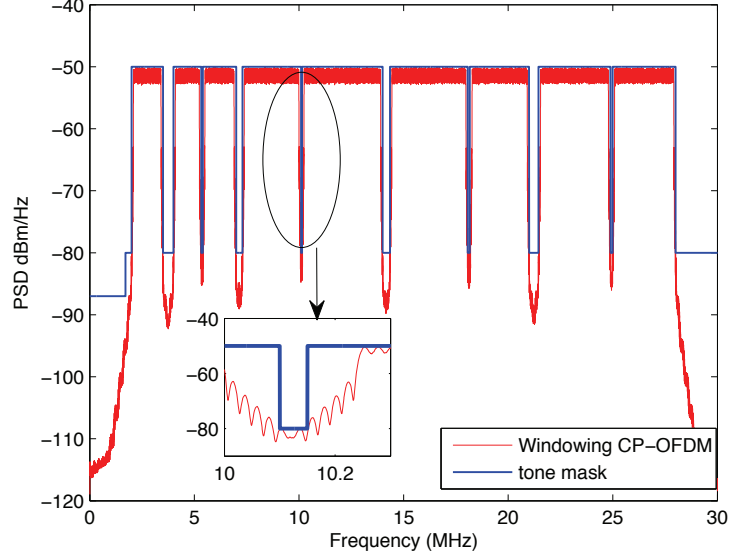 −40
−50
−60
−70
−80
−90
−100
−110
−120
PSD dBm/Hz
0 5 10 15 20 25 30
Frequency (MHz)
−40
−60
−80
10 10.2
Windowing CP−OFDM
tone mask